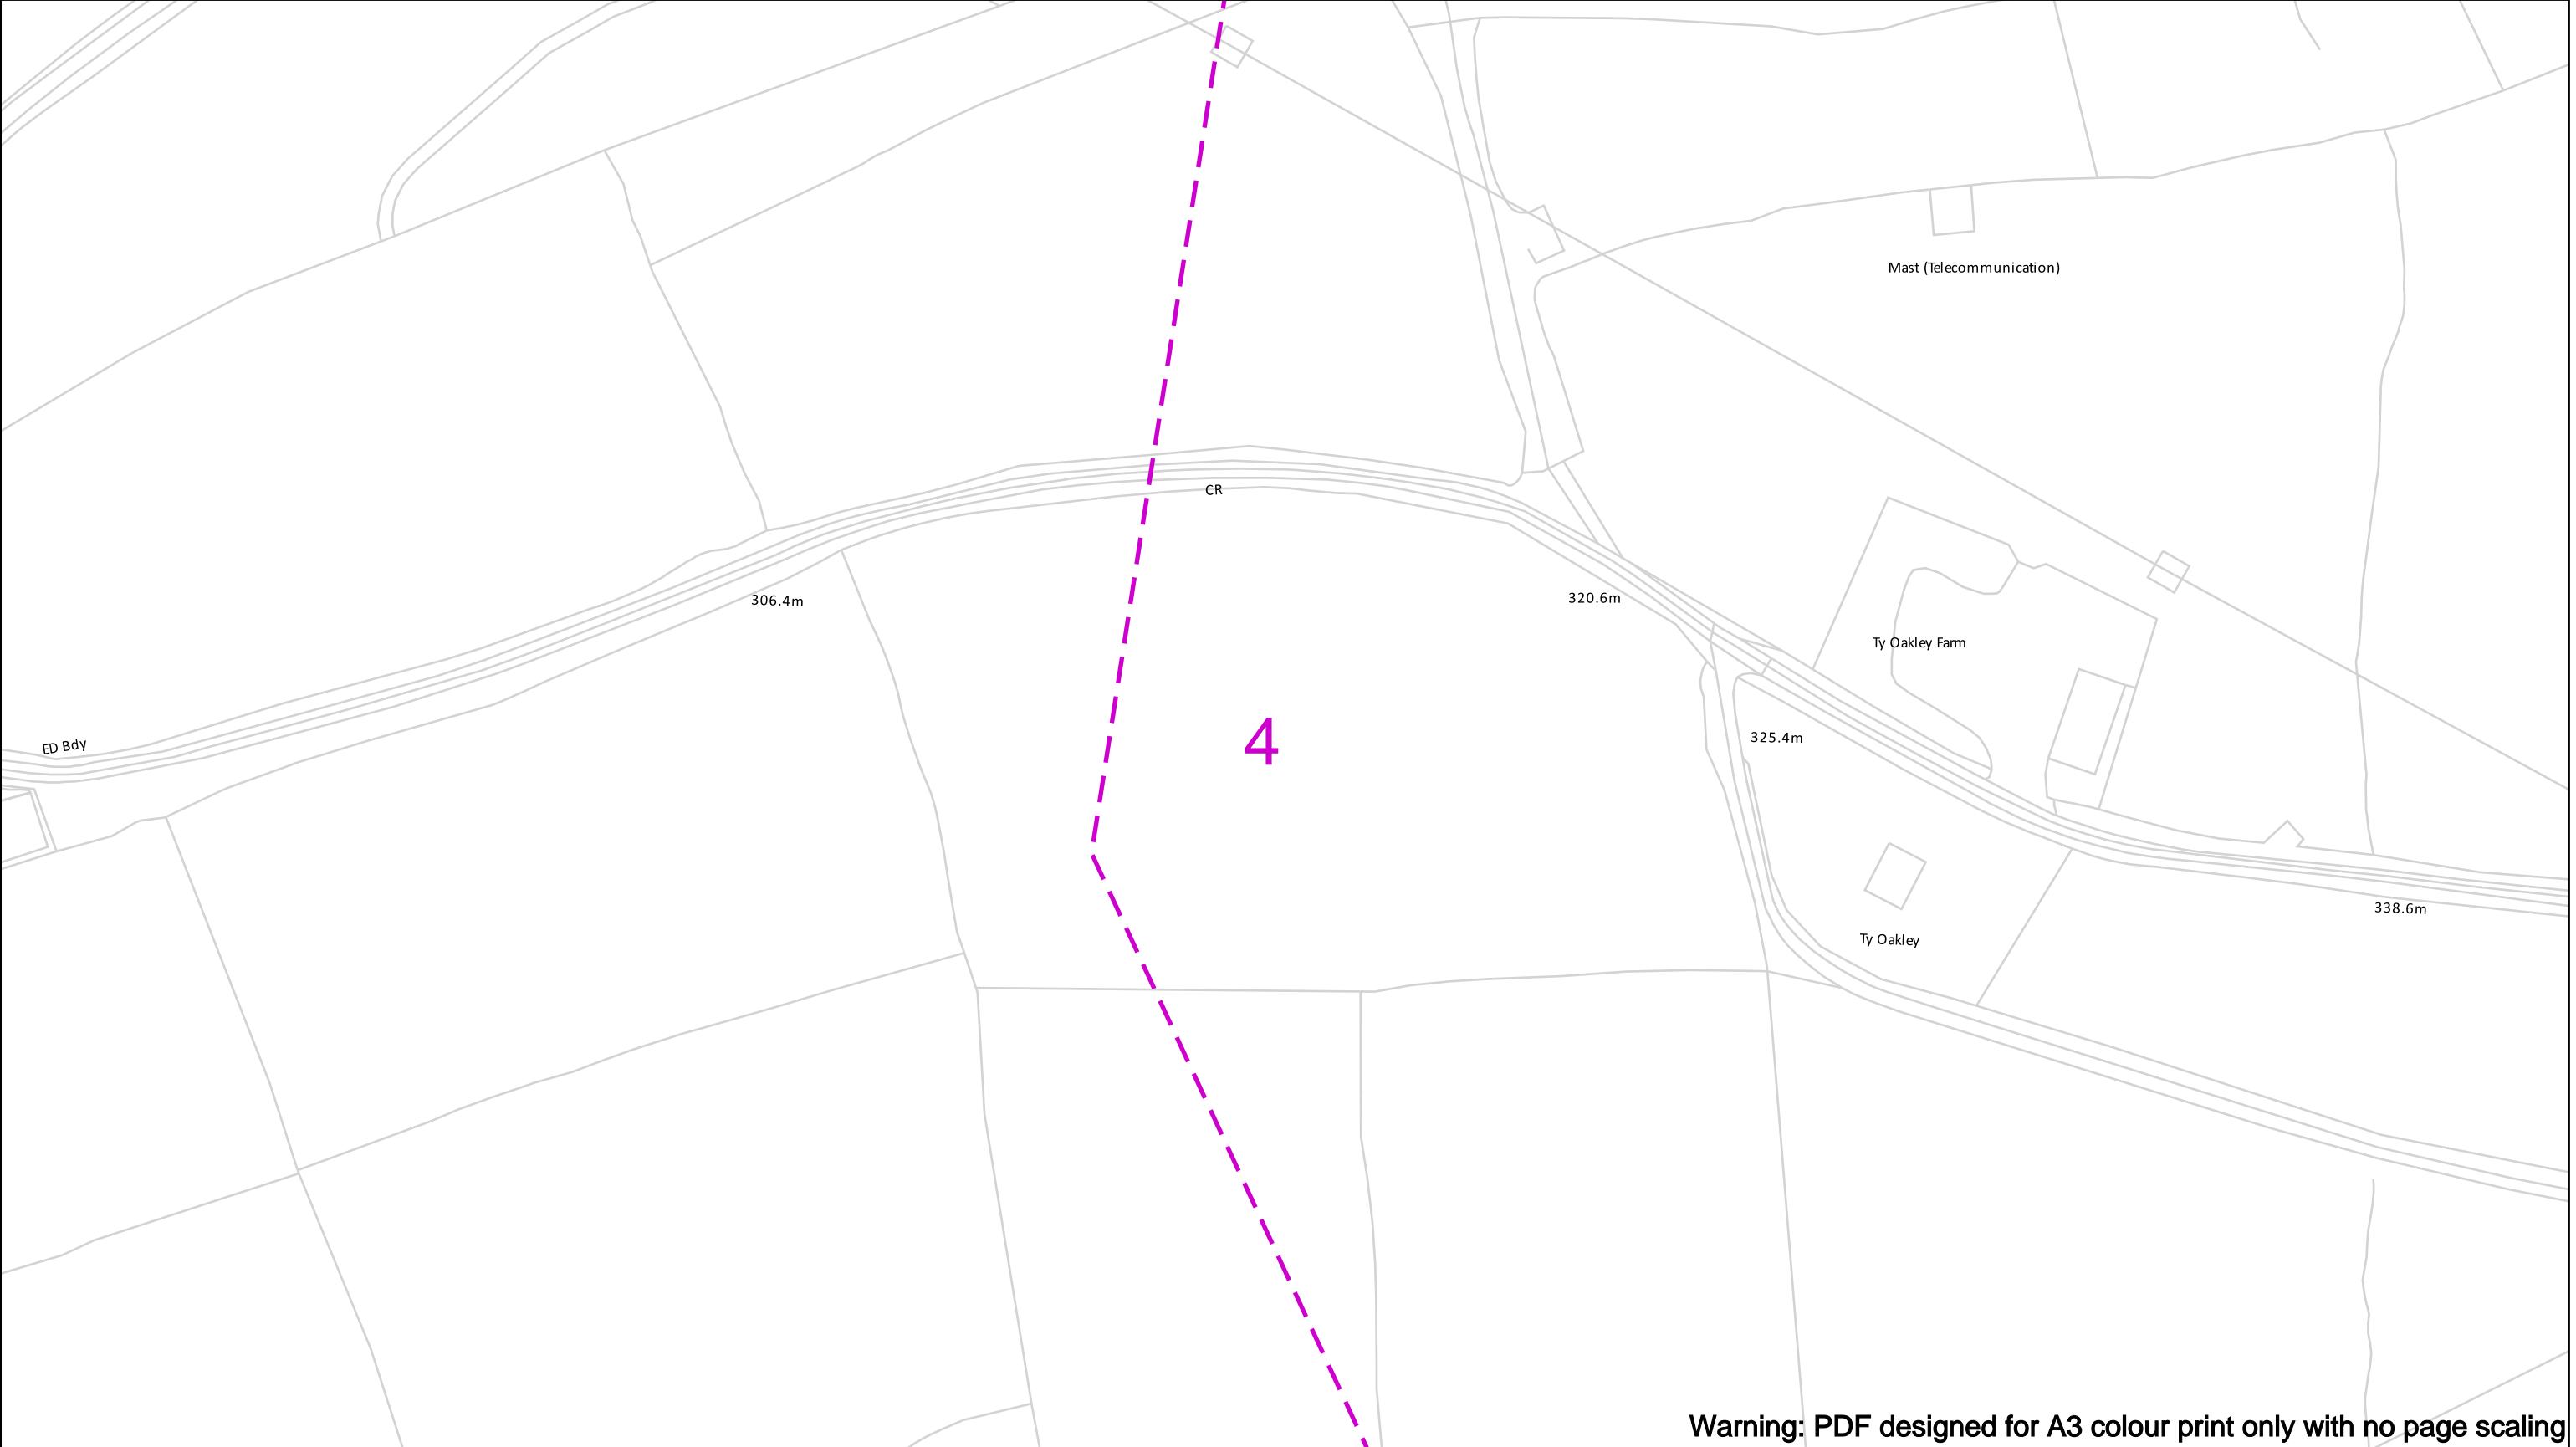 Mast (Telecommunication)
CR
306.4m
320.6m
Ty Oakley Farm
ED Bdy
4
325.4m
338.6m
Ty Oakley
Warning: PDF designed for A3 colour print only with no page scaling